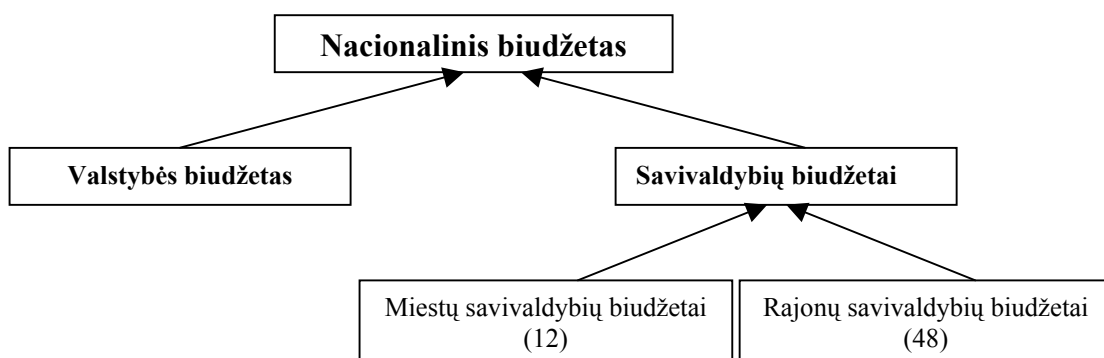 Nacionalinis biudžetas
Valstybės biudžetas
Savivaldybių biudžetai
Miestų savivaldybių biudžetai
(12)
Rajonų savivaldybių biudžetai
(48)